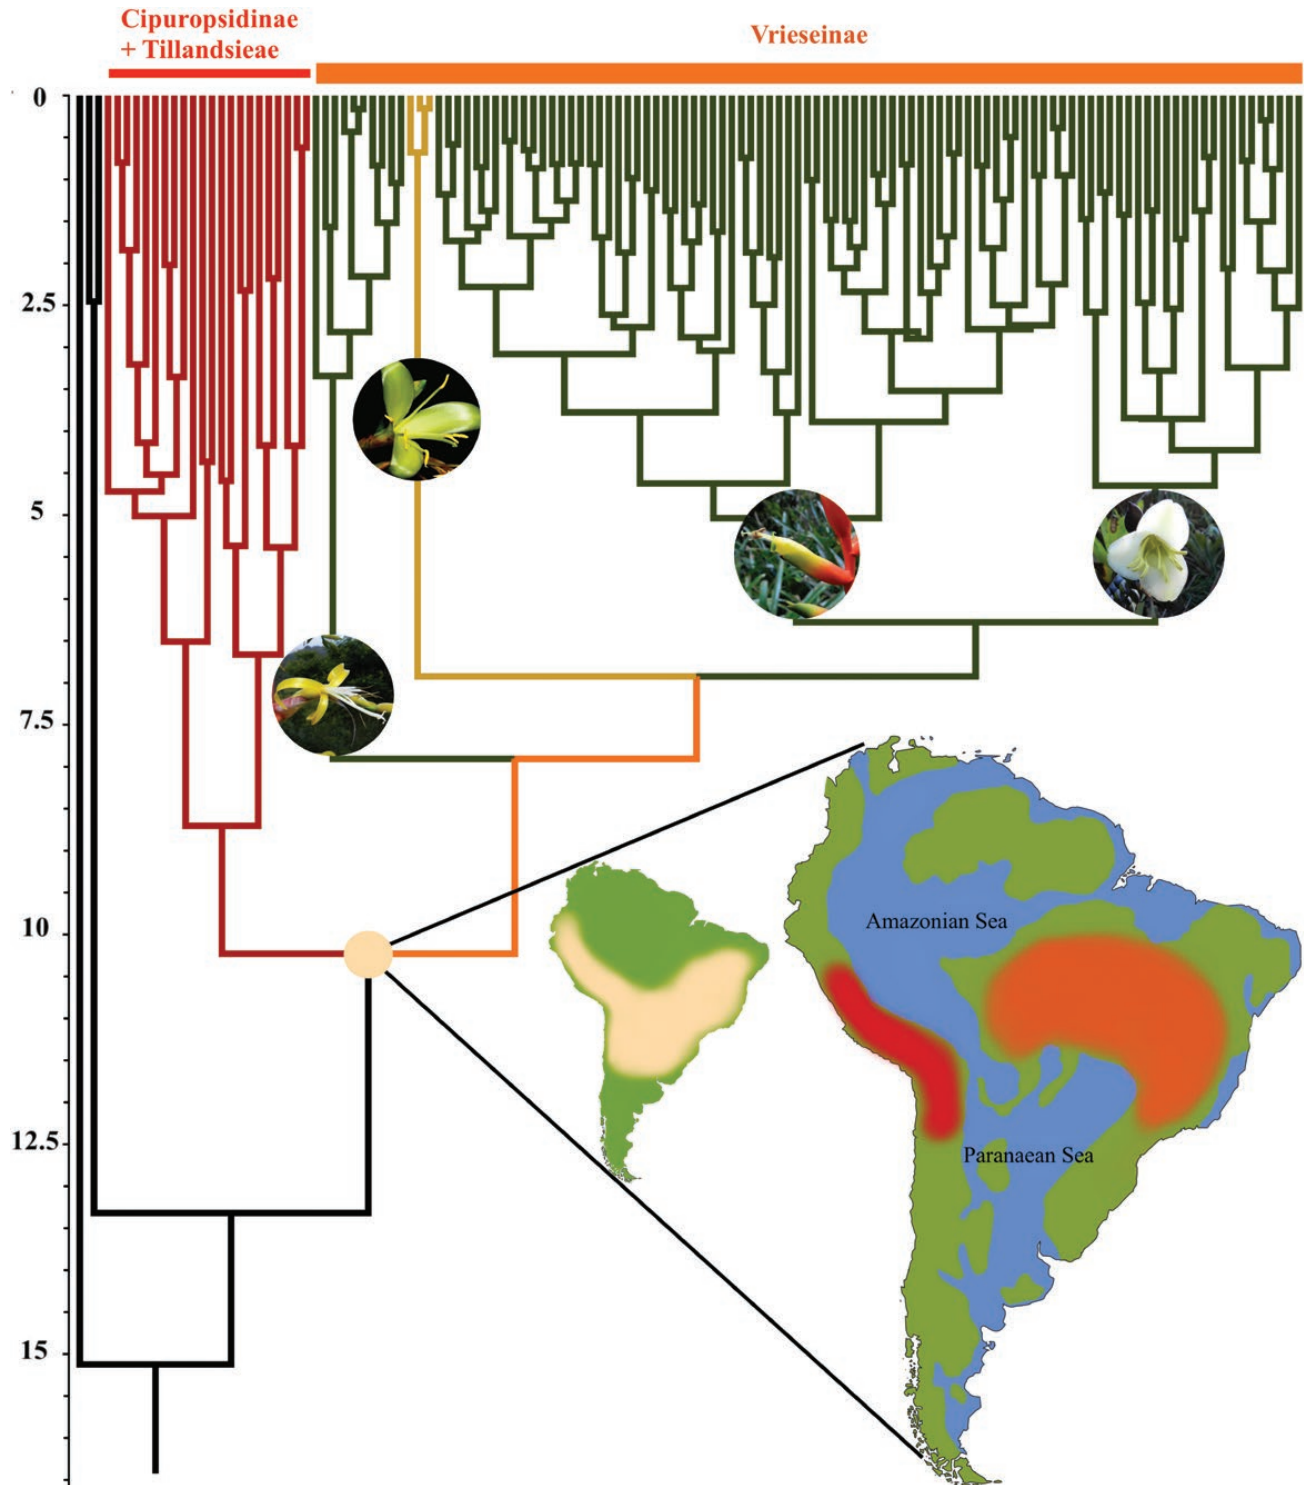 Cipuropsidinae
+ Tillandsieae
Vrieseinae
0
2.5
5
7.5
10
12.5
15
Amazonian Sea
Paranaean Sea